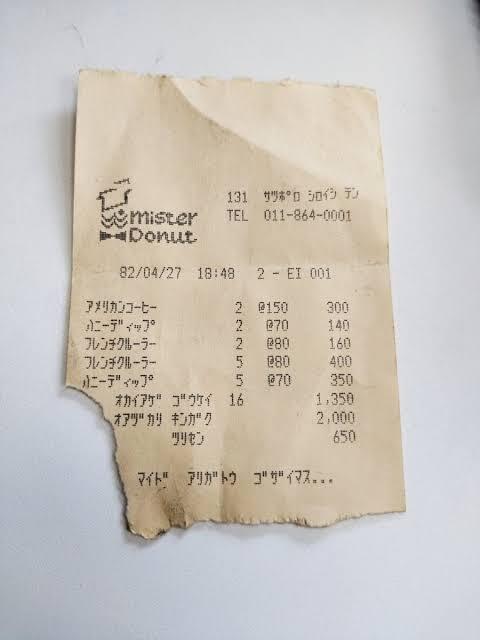 131 ｻﾂﾎﾟﾛ ｼﾛｲｼ ﾃﾝ
mister Donut
TEL 011-864-0001
82/04/27 18:48 2 - EI 001
ｱﾒﾘｶﾝｺｰﾋｰ 2 @150 300
ﾊﾆｰﾃﾞｨｯﾌﾟ 2 @70 140
ﾌﾚﾝﾁｸﾙｰﾗｰ 2 @80 160
ﾌﾚﾝﾁｸﾙｰﾗｰ 5 @80 400
ﾊﾆｰﾃﾞｨｯﾌﾟ 5 @70 350
ｵｶｲｱｹﾞ ｺﾞｳｹｲ 16 1,350
ｵｱﾂﾞｶﾘ ｷﾝｶﾞｸ 2,000
ﾂﾘｾﾝ 650
ﾏｲﾄﾞ ｱﾘｶﾞﾄｳ ｺﾞｻﾞｲﾏｽ...